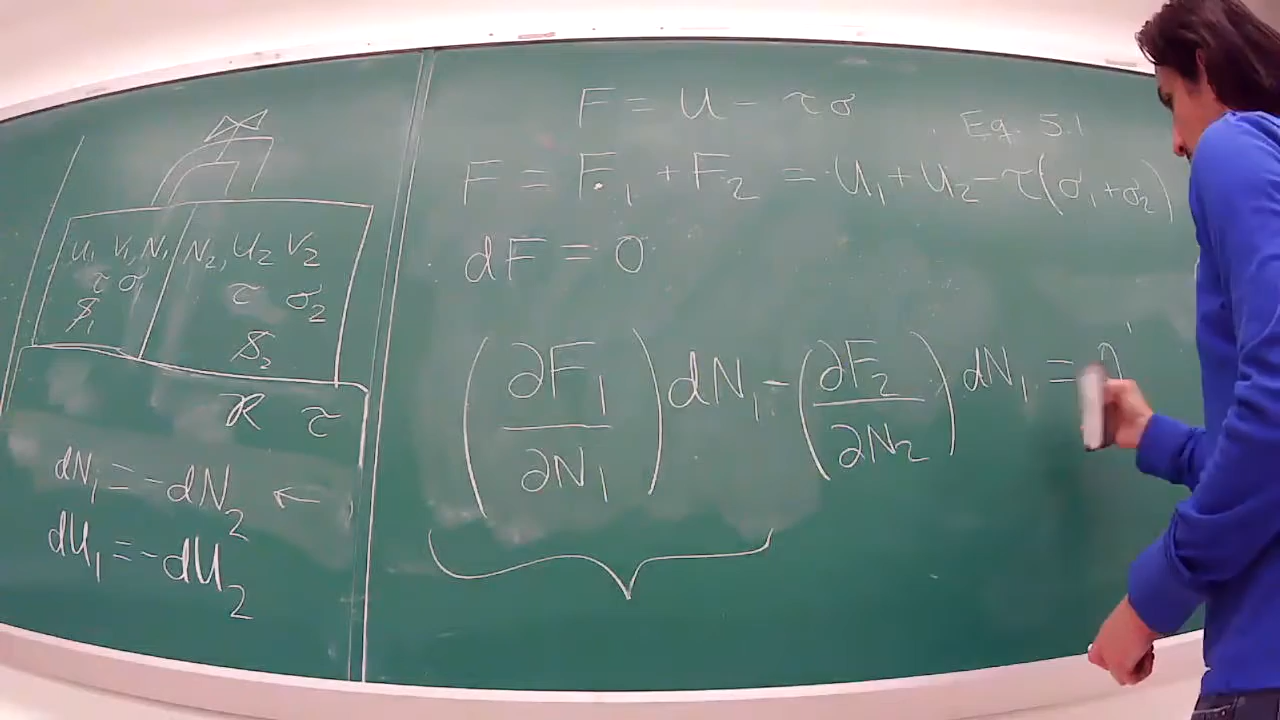 U₁ V₁, N₁ N₂, U₂ V₂
τ σ₁ τ σ₂
𝒮₁ 𝒮₂
ℛ τ
dN₁ = -dN₂ ←
dU₁ = -dU₂
F = U - τσ
Eq. 5.1
F = F₁ + F₂ = U₁ + U₂ - τ(σ₁ + σ₂)
dF = 0
(∂F₁/∂N₁) dN₁ - (∂F₂/∂N₂) dN₁ =